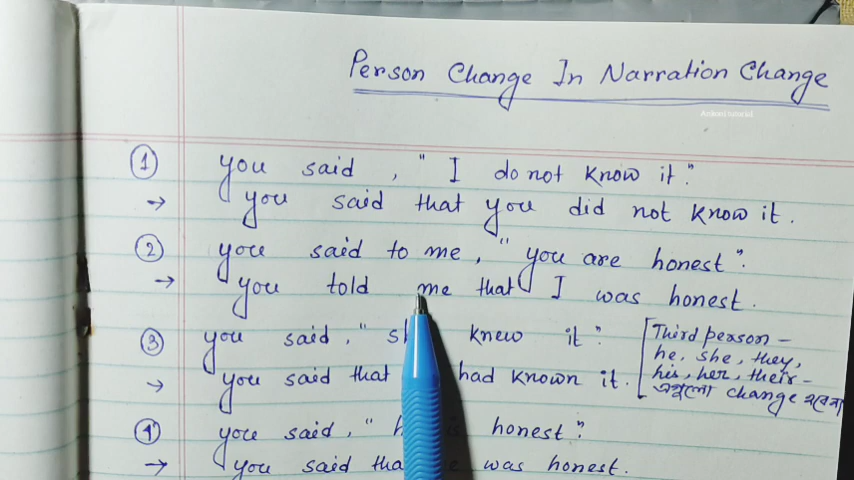 Person Change In Narration Change
① you said, "I do not know it".
→ you said that you did not know it.
② you said to me, "you are honest".
→ you told me that I was honest.
③ you said, " knew it".
→ you said that had known it.
[Third person –
he, she, they,
his, her, their –
এগুলো change হবেনা
④ you said, " honest".
→ you said was honest.